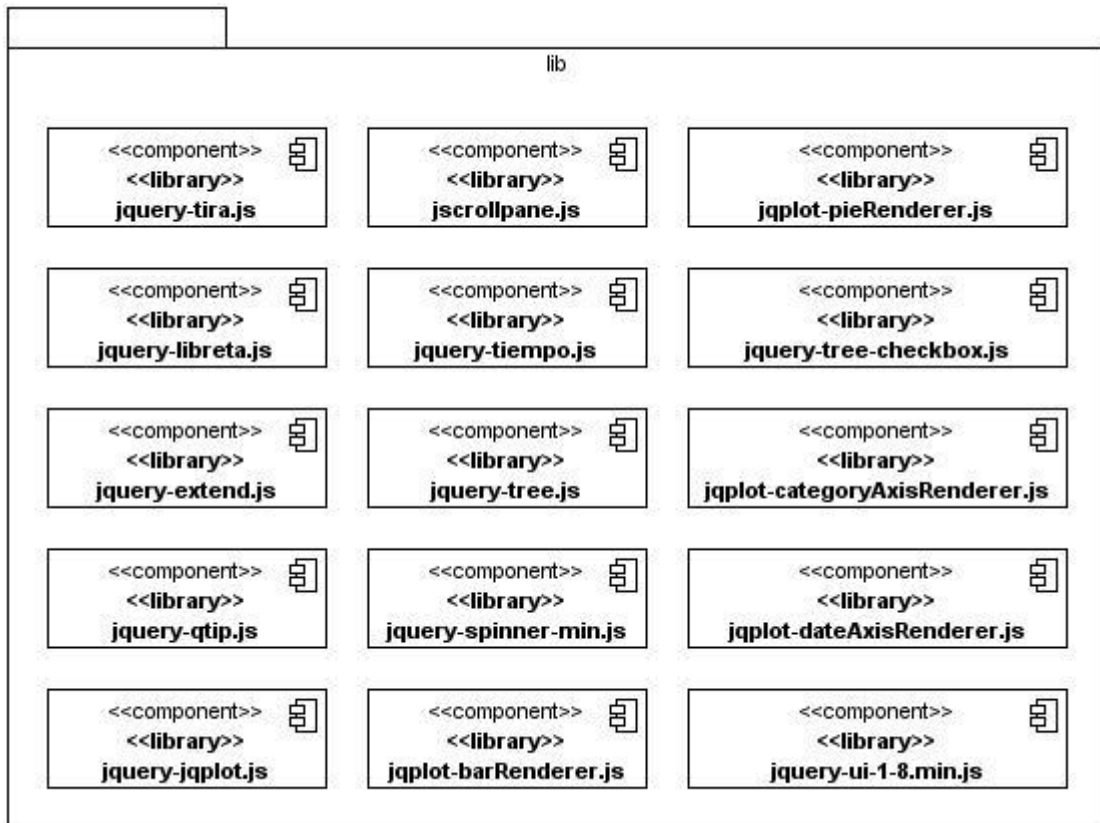 lib
<<component>>
<<library>>
jquery-tira.js
<<component>>
<<library>>
jscrollpane.js
<<component>>
<<library>>
jqplot-pieRenderer.js
<<component>>
<<library>>
jquery-libreta.js
<<component>>
<<library>>
jquery-tiempo.js
<<component>>
<<library>>
jquery-tree-checkbox.js
<<component>>
<<library>>
jquery-extend.js
<<component>>
<<library>>
jquery-tree.js
<<component>>
<<library>>
jqplot-categoryAxisRenderer.js
<<component>>
<<library>>
jquery-qtip.js
<<component>>
<<library>>
jquery-spinner-min.js
<<component>>
<<library>>
jqplot-dateAxisRenderer.js
<<component>>
<<library>>
jquery-jqplot.js
<<component>>
<<library>>
jqplot-barRenderer.js
<<component>>
<<library>>
jquery-ui-1-8.min.js